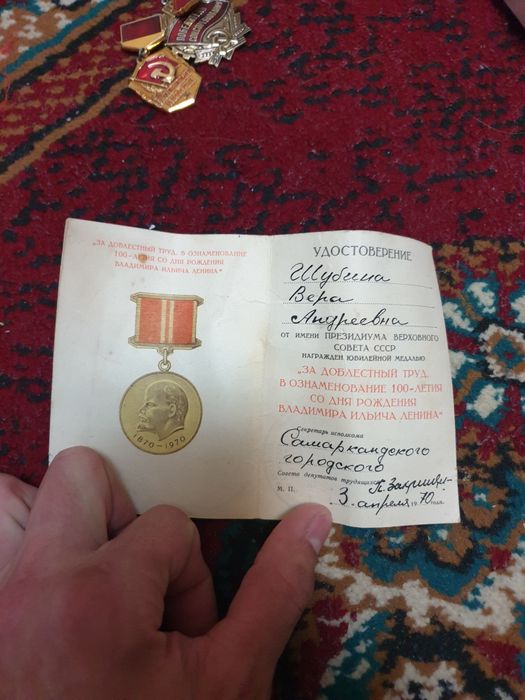 „ЗА ДОБЛЕСТНЫЙ ТРУД. В ОЗНАМЕНОВАНИЕ
100-ЛЕТИЯ СО ДНЯ РОЖДЕНИЯ
ВЛАДИМИРА ИЛЬИЧА ЛЕНИНА“
1870–1970
УДОСТОВЕРЕНИЕ
Шубина
Вера
Андреевна
ОТ ИМЕНИ ПРЕЗИДИУМА ВЕРХОВНОГО
СОВЕТА СССР
НАГРАЖДЕН ЮБИЛЕЙНОЙ МЕДАЛЬЮ
„ЗА ДОБЛЕСТНЫЙ ТРУД.
В ОЗНАМЕНОВАНИЕ 100-ЛЕТИЯ
СО ДНЯ РОЖДЕНИЯ
ВЛАДИМИРА ИЛЬИЧА ЛЕНИНА“
Секретарь исполкома
Самаркандского
городского
Совета депутатов трудящихся
М. П. 3 апреля 1970 года.